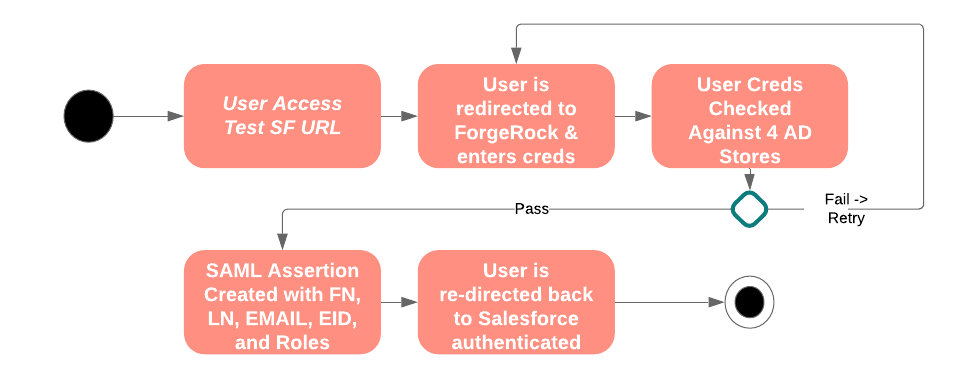 User Access
Test SF URL
User is
redirected to
ForgeRock &
enters creds
User Creds
Checked
Against 4 AD
Stores
Pass
Fail ->
Retry
SAML Assertion
Created with FN,
LN, EMAIL, EID,
and Roles
User is
re-directed back
to Salesforce
authenticated